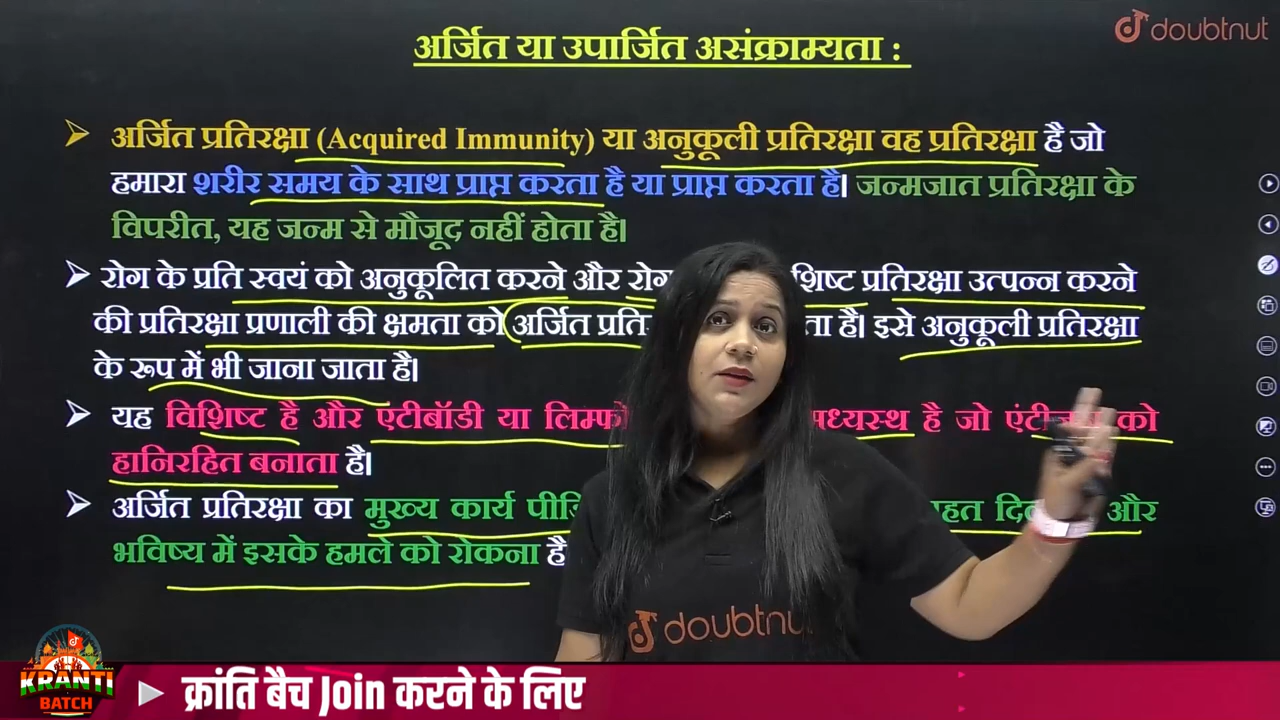 doubtnut
अर्जित या उपार्जित असंक्राम्यता :
अर्जित प्रतिरक्षा (Acquired Immunity) या अनुकूली प्रतिरक्षा वह प्रतिरक्षा है जो
हमारा शरीर समय के साथ प्राप्त करता है या प्राप्त करता है। जन्मजात प्रतिरक्षा के
विपरीत, यह जन्म से मौजूद नहीं होता है।
रोग के प्रति स्वयं को अनुकूलित करने और प्रतिरक्षा उत्पन्न करने
की प्रतिरक्षा प्रणाली की क्षमता को अर्जित है। इसे अनुकूली प्रतिरक्षा
के रूप में भी जाना जाता है।
यह विशिष्ट है और एंटीबॉडी या है जो को
हानिरहित बनाता है।
अर्जित प्रतिरक्षा का मुख्य कार्य और
भविष्य में इसके हमले को रोकना है
doubtnut
KRANTI
BATCH
क्रांति बैच Join करने के लिए